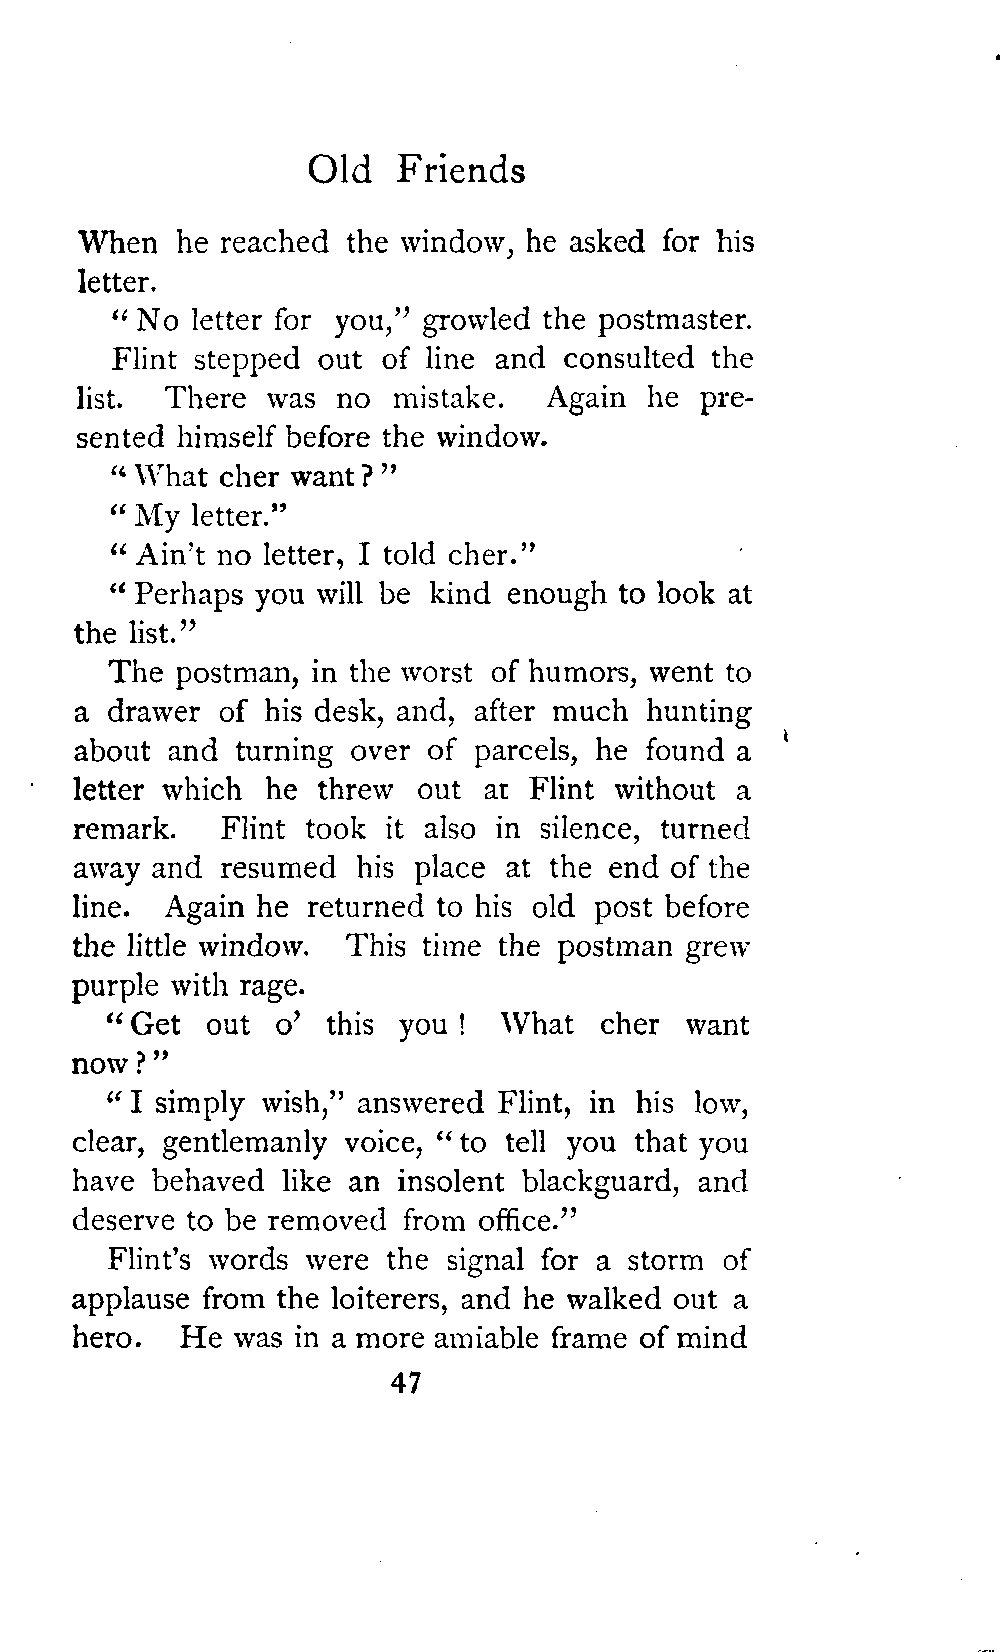 Old Friends
When he reached the window, he asked for his
letter.
“No letter for you,” growled the postmaster.
Flint stepped out of line and consulted the
list. There was no mistake. Again he pre-
sented himself before the window.
“What cher want?”
“My letter.”
“Ain't no letter, I told cher.”
“Perhaps you will be kind enough to look at
the list.”
The postman, in the worst of humors, went to
a drawer of his desk, and, after much hunting
about and turning over of parcels, he found a
letter which he threw out at Flint without a
remark. Flint took it also in silence, turned
away and resumed his place at the end of the
line. Again he returned to his old post before
the little window. This time the postman grew
purple with rage.
“Get out o’ this you! What cher want
now?”
“I simply wish,” answered Flint, in his low,
clear, gentlemanly voice, “to tell you that you
have behaved like an insolent blackguard, and
deserve to be removed from office.”
Flint's words were the signal for a storm of
applause from the loiterers, and he walked out a
hero. He was in a more amiable frame of mind
47